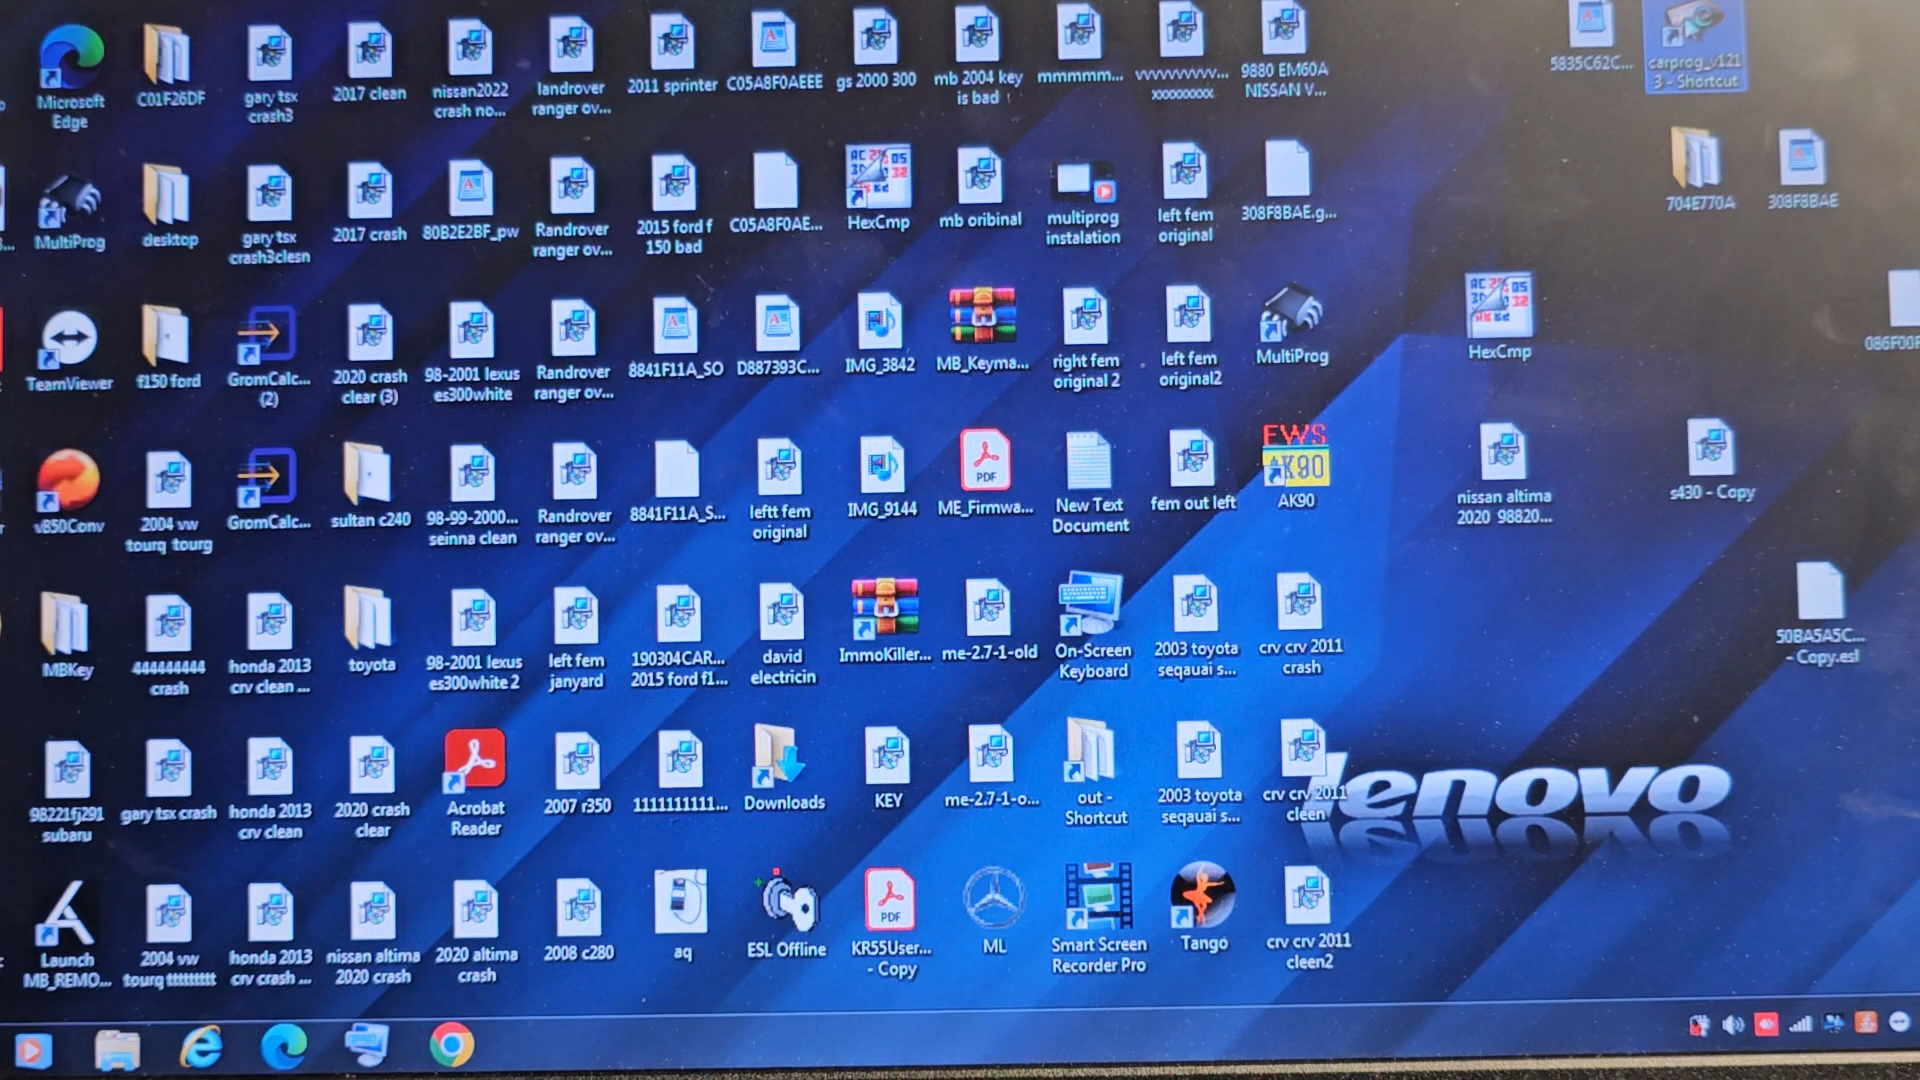 Microsoft
Edge
C01F26DF
gary tsx
crash3
2017 clean
nissan2022
crash no...
landrover
ranger ov...
2011 sprinter
C05A8F0AEEE
gs 2000 300
mb 2004 key
is bad
mmmmm...
vvvvvvvvvv...
xxxxxxxxx
9880 EM60A
NISSAN V...
5835C62C...
carprog_v121
3 - Shortcut
MultiProg
desktop
gary tsx
crash3clesn
2017 crash
80B2E2BF_pw
Randrover
ranger ov...
2015 ford f
150 bad
C05A8F0AE...
HexCmp
mb oribinal
multiprog
instalation
left fem
original
308F8BAE.g...
704E770A
308F8BAE
TeamViewer
f150 ford
GromCalc...
(2)
2020 crash
clear (3)
98-2001 lexus
es300white
Randrover
ranger ov...
8841F11A_SO
D887393C...
IMG_3842
MB_Keyma...
right fem
original 2
left fem
original2
MultiProg
HexCmp
086F00F
vB50Conv
2004 vw
tourg tourg
GromCalc...
sultan c240
98-99-2000...
seinna clean
Randrover
ranger ov...
8841F11A_S...
leftt fem
original
IMG_9144
PDF
ME_Firmwa...
New Text
Document
fem out left
EWS
AK90
AK90
nissan altima
2020 98820...
s430 - Copy
MBKey
444444444
crash
honda 2013
crv clean ...
toyota
98-2001 lexus
es300white 2
left fem
janyard
190304CAR...
2015 ford f1...
david
electricin
ImmoKiller...
me-2.7-1-old
On-Screen
Keyboard
2003 toyota
seqauai s...
crv crv 2011
crash
50BA5A5C...
- Copy.esl
98221fj291
subaru
gary tsx crash
honda 2013
crv clean
2020 crash
clear
Acrobat
Reader
2007 r350
1111111111...
Downloads
KEY
me-2.7-1-o...
out -
Shortcut
2003 toyota
seqauai s...
crv crv 2011
cleen
lenovo
Launch
MB_REMO...
2004 vw
tourg ttttttttt
honda 2013
crv crash ...
nissan altima
2020 crash
2020 altima
crash
2008 c280
aq
ESL Offline
PDF
KR55User...
- Copy
ML
Smart Screen
Recorder Pro
Tango
crv crv 2011
cleen2